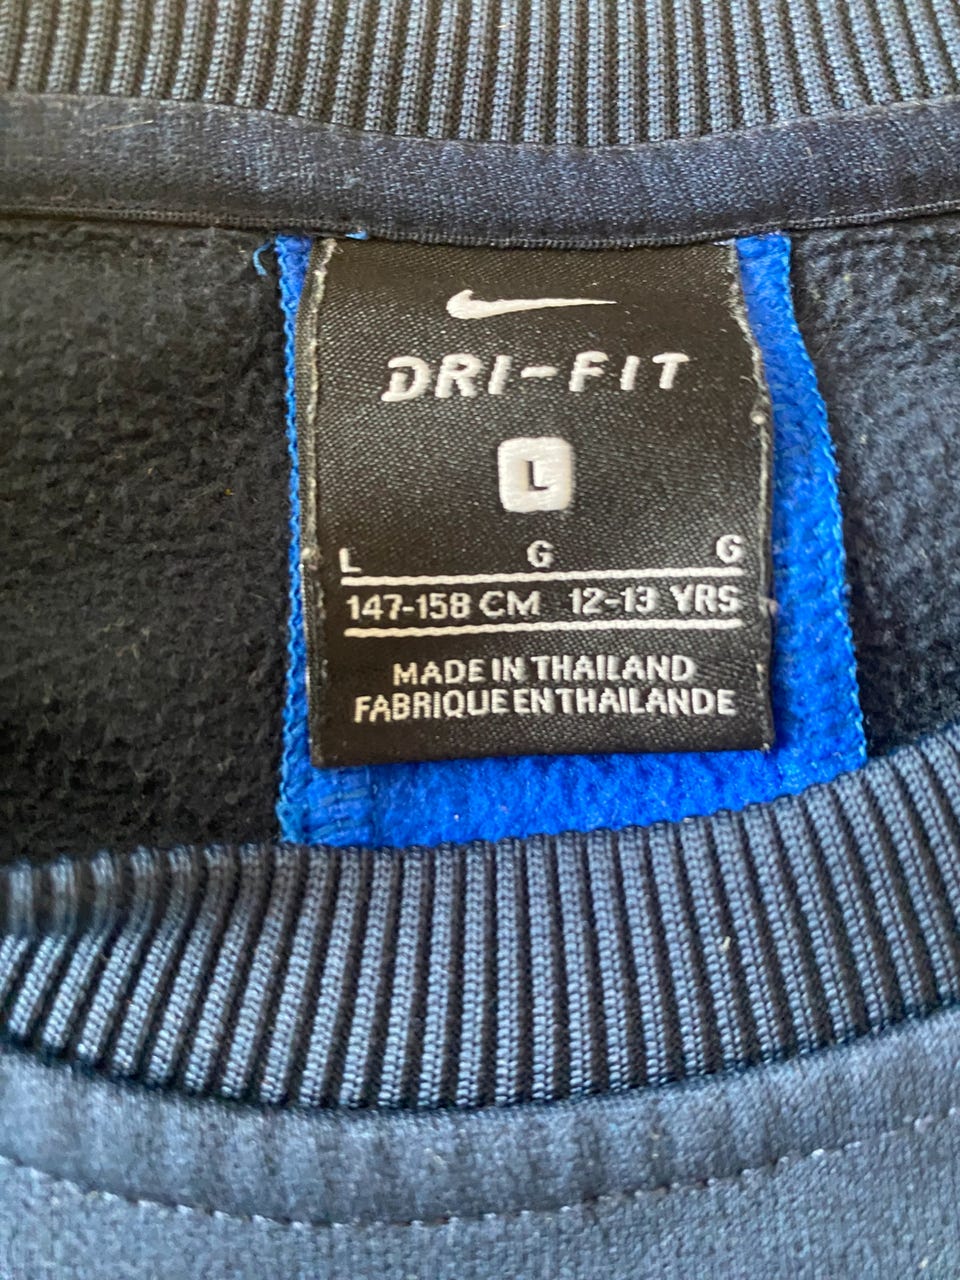 DRI-FIT
L
L G G
147-158 CM 12-13 YRS
MADE IN THAILAND
FABRIQUE EN THAILANDE